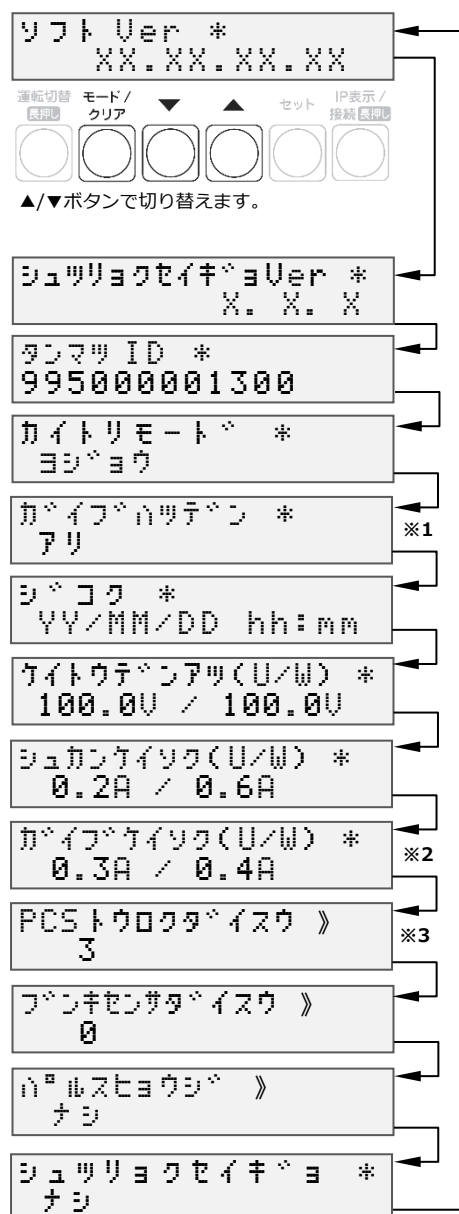 ソフト Ver *
XX.XX.XX.XX
運転切替 長押し
モード/クリア
▼
▲
セット
IP表示/接続 長押し
▲/▼ボタンで切り替えます。
シュツリョクセイギョVer *
X. X. X
タンマツ ID *
995000001300
カイトリモード *
ヨジョウ
ガイブハツデン *
アリ
※1
ジコク *
YY/MM/DD hh:mm
ケイトウデンアツ(U/W) *
100.0V / 100.0V
シュカンケイソク(U/W) *
0.2A / 0.6A
ガイブケイソク(U/W) *
0.3A / 0.4A
※2
PCSトウロクダイスウ 》
3
※3
ブンキセンサダイスウ 》
0
パルスヒョウジ 》
ナシ
シュツリョクセイギョ *
ナシ